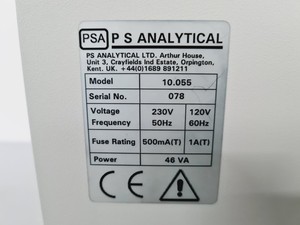 PSA P S ANALYTICAL
PS ANALYTICAL LTD. Arthur House,
Unit 3, Crayfields Ind Estate, Orpington,
Kent. UK. +44(0)1689 891211
Model 10.055
Serial No. 078
Voltage 230V 120V
Frequency 50Hz 60Hz
Fuse Rating 500mA(T) 1A(T)
Power 46 VA
CE